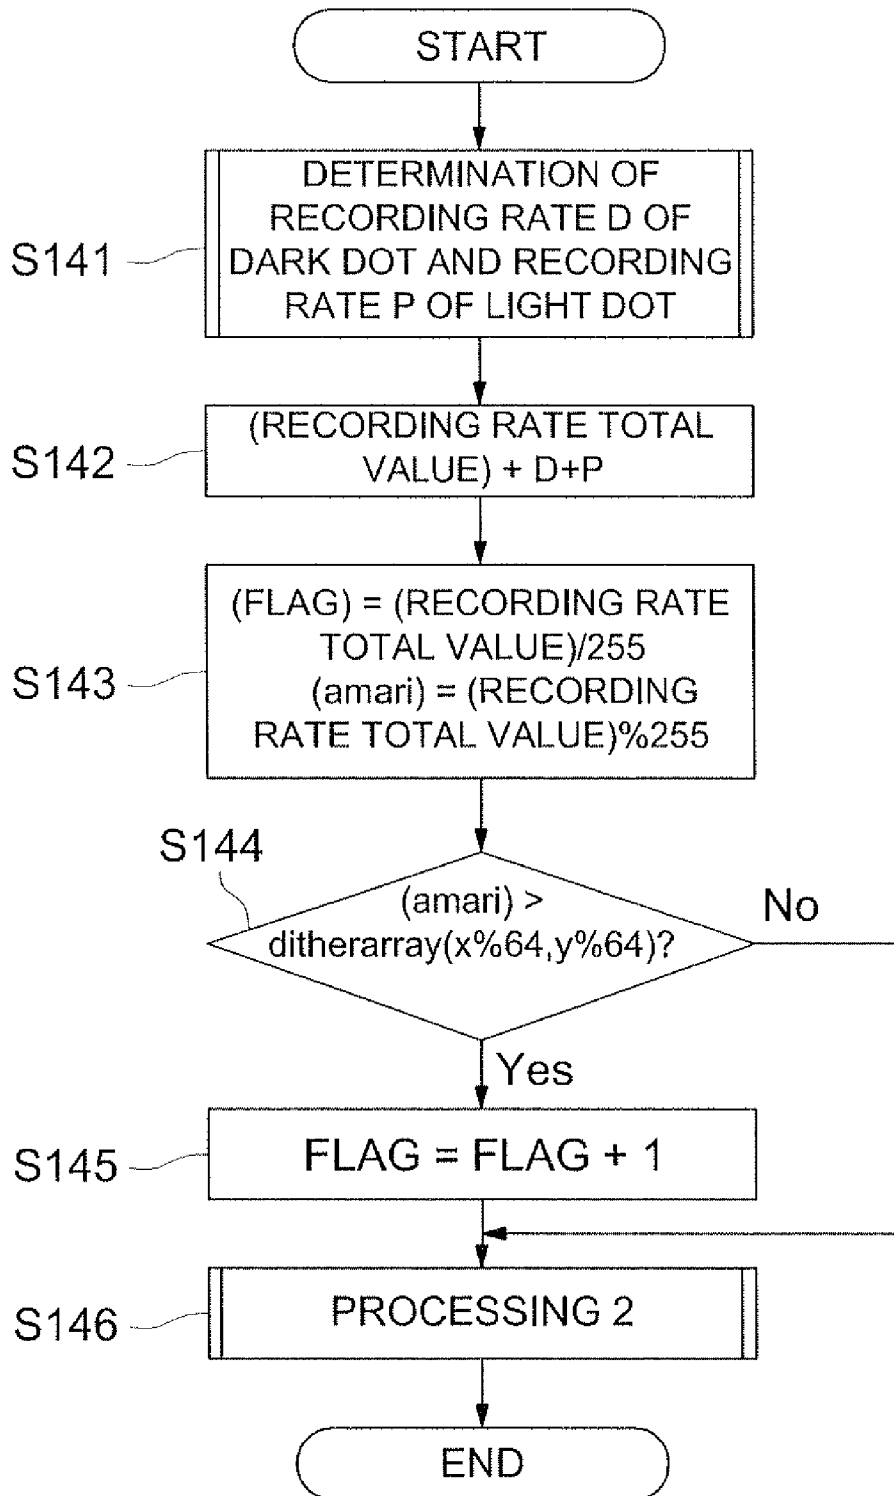 START
S141
DETERMINATION OF
RECORDING RATE D OF
DARK DOT AND RECORDING
RATE P OF LIGHT DOT
S142
(RECORDING RATE TOTAL
VALUE) + D+P
S143
(FLAG) = (RECORDING RATE
TOTAL VALUE)/255
(amari) = (RECORDING
RATE TOTAL VALUE)%255
S144
(amari) >
ditherarray(x%64,y%64)?
No
Yes
S145
FLAG = FLAG + 1
S146
PROCESSING 2
END